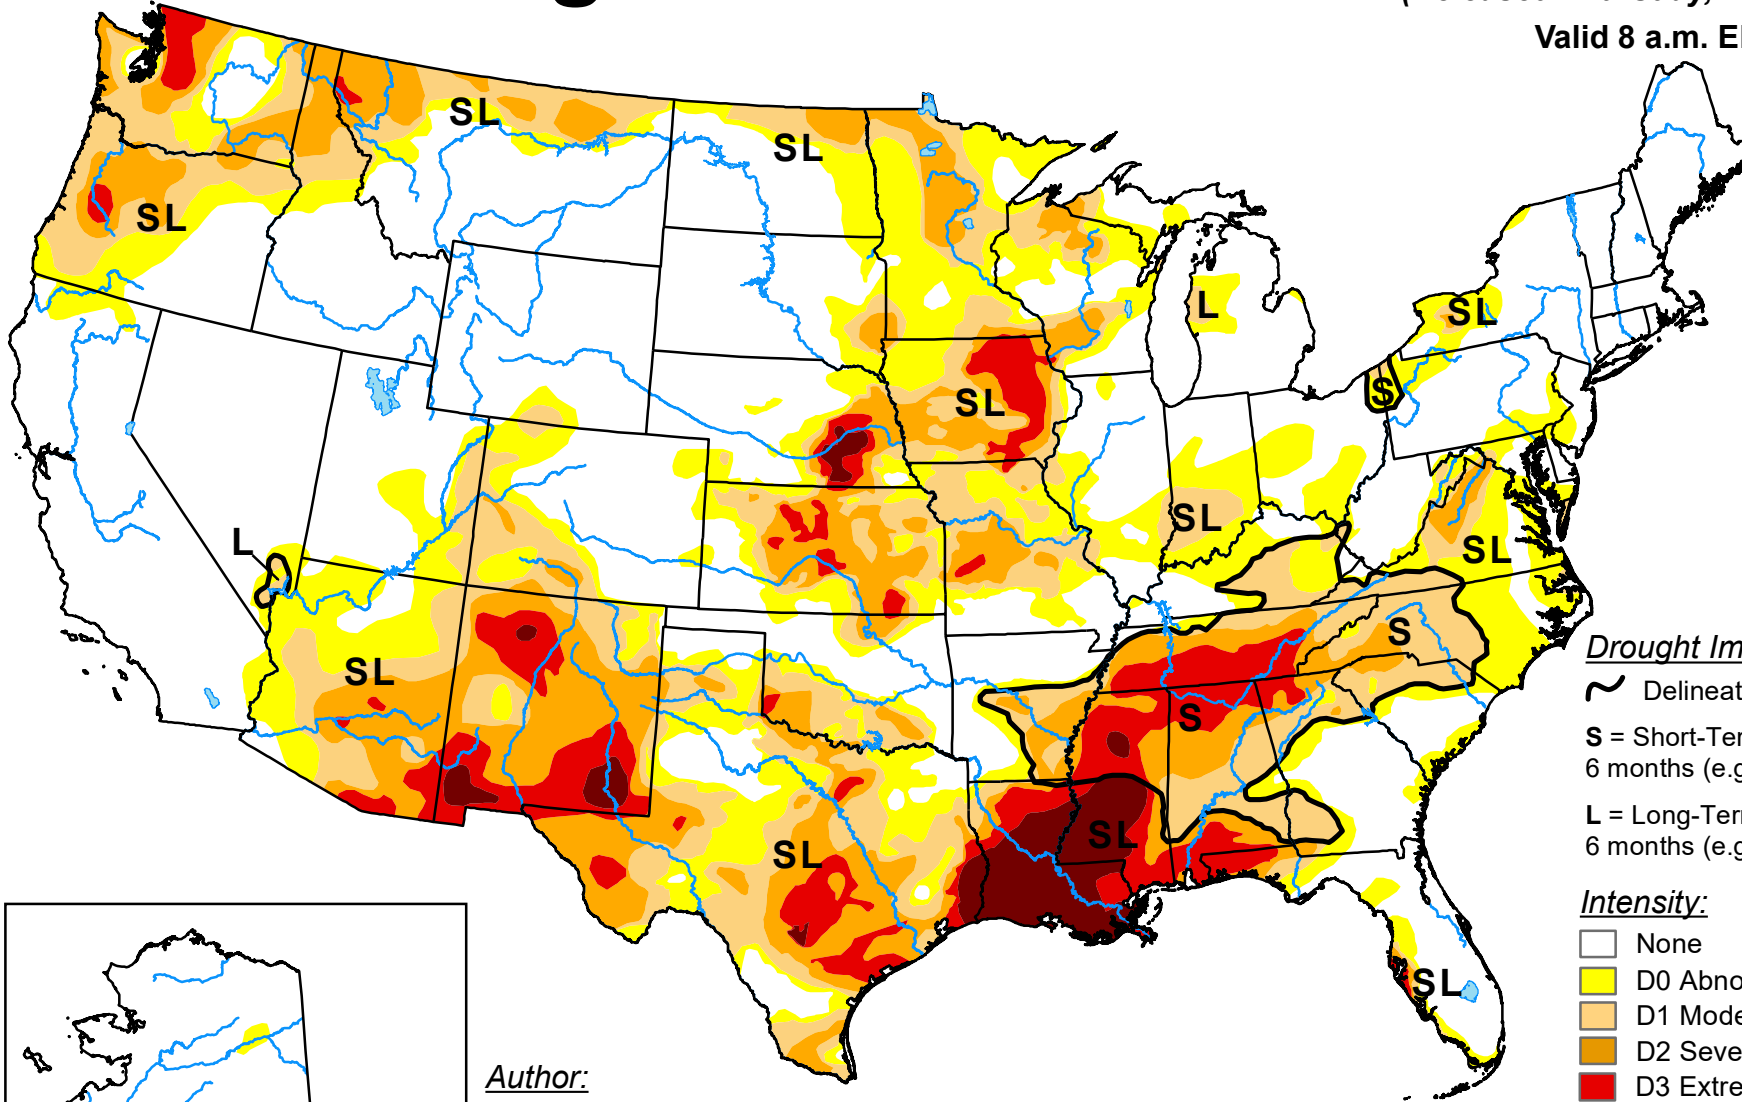 Valid 8 a.m. E
SL
SL
SL
L
SL
S
SL
SL
L
SL
SL
S
SL
S
SL
SL
SL
Drought Im
Delineat
S = Short-Ter
6 months (e.g
L = Long-Ter
6 months (e.g
Intensity:
None
D0 Abno
D1 Mode
D2 Seve
D3 Extre
Author: